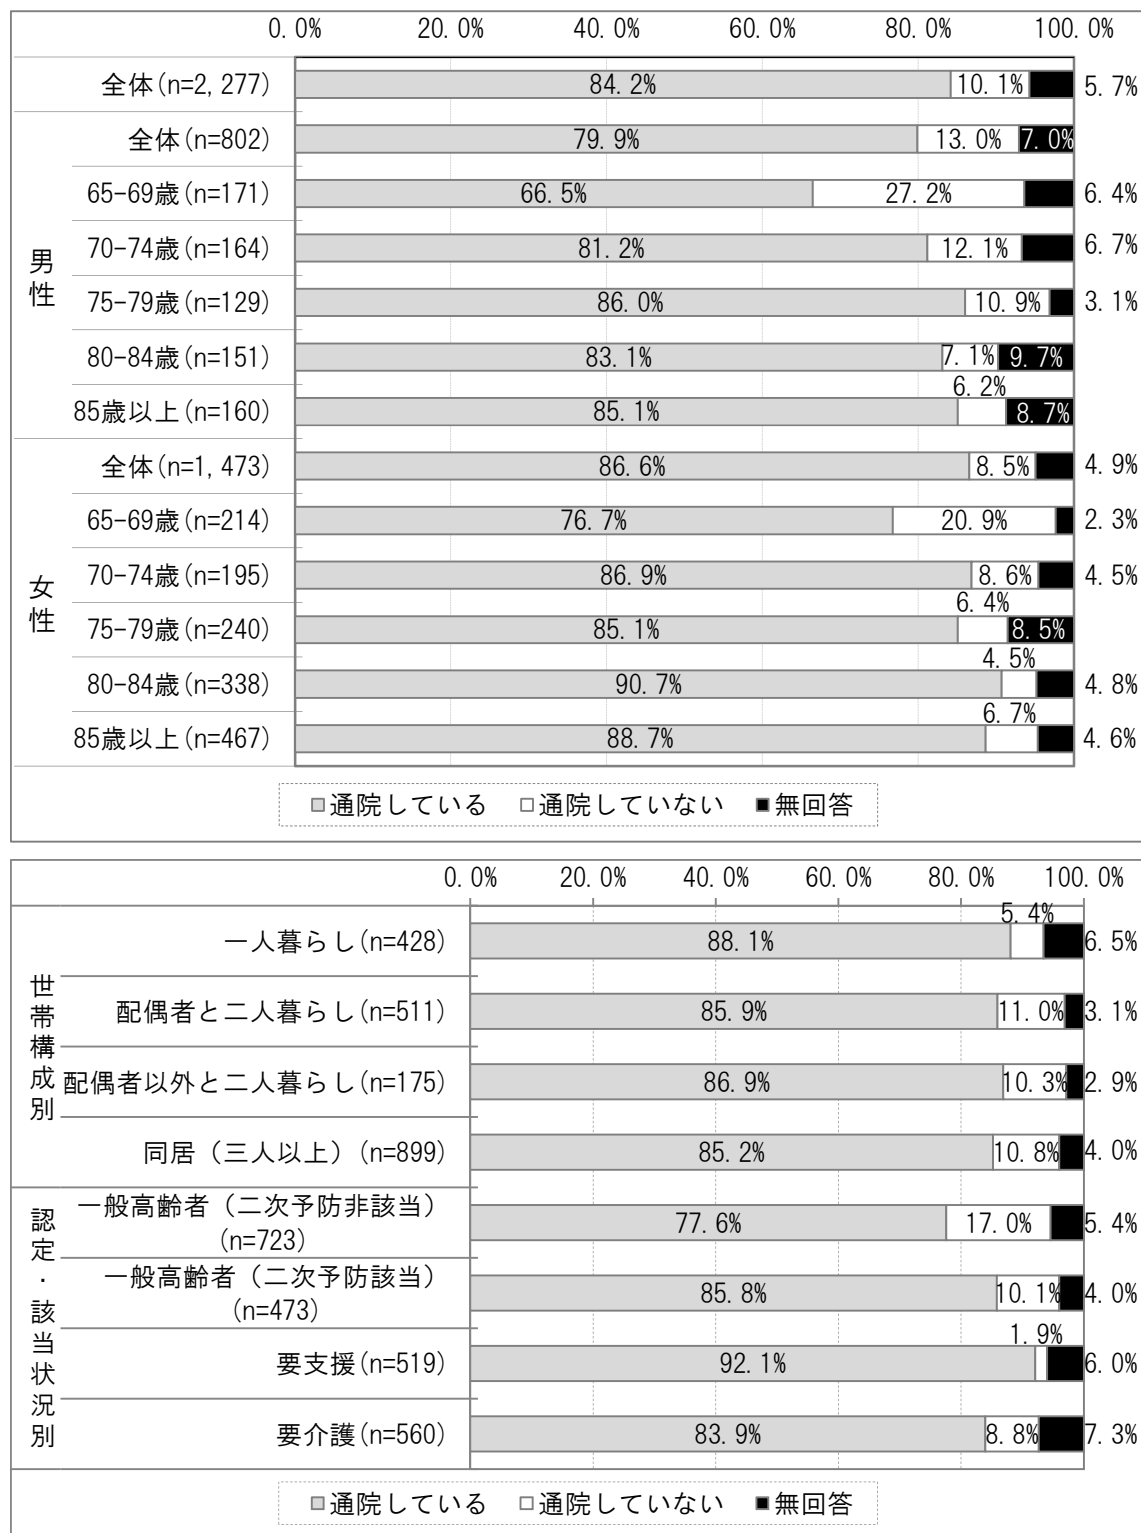 0.0% 20.0% 40.0% 60.0% 80.0% 100.0%
全体(n=2,277) 84.2% 10.1% 5.7%
男性
全体(n=802) 79.9% 13.0% 7.0%
65-69歳(n=171) 66.5% 27.2% 6.4%
70-74歳(n=164) 81.2% 12.1% 6.7%
75-79歳(n=129) 86.0% 10.9% 3.1%
80-84歳(n=151) 83.1% 7.1% 9.7%
85歳以上(n=160) 85.1% 6.2% 8.7%
女性
全体(n=1,473) 86.6% 8.5% 4.9%
65-69歳(n=214) 76.7% 20.9% 2.3%
70-74歳(n=195) 86.9% 8.6% 4.5%
75-79歳(n=240) 85.1% 6.4% 8.5%
80-84歳(n=338) 90.7% 4.5% 4.8%
85歳以上(n=467) 88.7% 6.7% 4.6%
通院している 通院していない 無回答
0.0% 20.0% 40.0% 60.0% 80.0% 100.0%
世帯構成別
一人暮らし(n=428) 88.1% 5.4% 6.5%
配偶者と二人暮らし(n=511) 85.9% 11.0% 3.1%
配偶者以外と二人暮らし(n=175) 86.9% 10.3% 2.9%
同居（三人以上）(n=899) 85.2% 10.8% 4.0%
認定・該当状況別
一般高齢者（二次予防非該当）
(n=723) 77.6% 17.0% 5.4%
一般高齢者（二次予防該当）
(n=473) 85.8% 10.1% 4.0%
要支援(n=519) 92.1% 1.9% 6.0%
要介護(n=560) 83.9% 8.8% 7.3%
通院している 通院していない 無回答